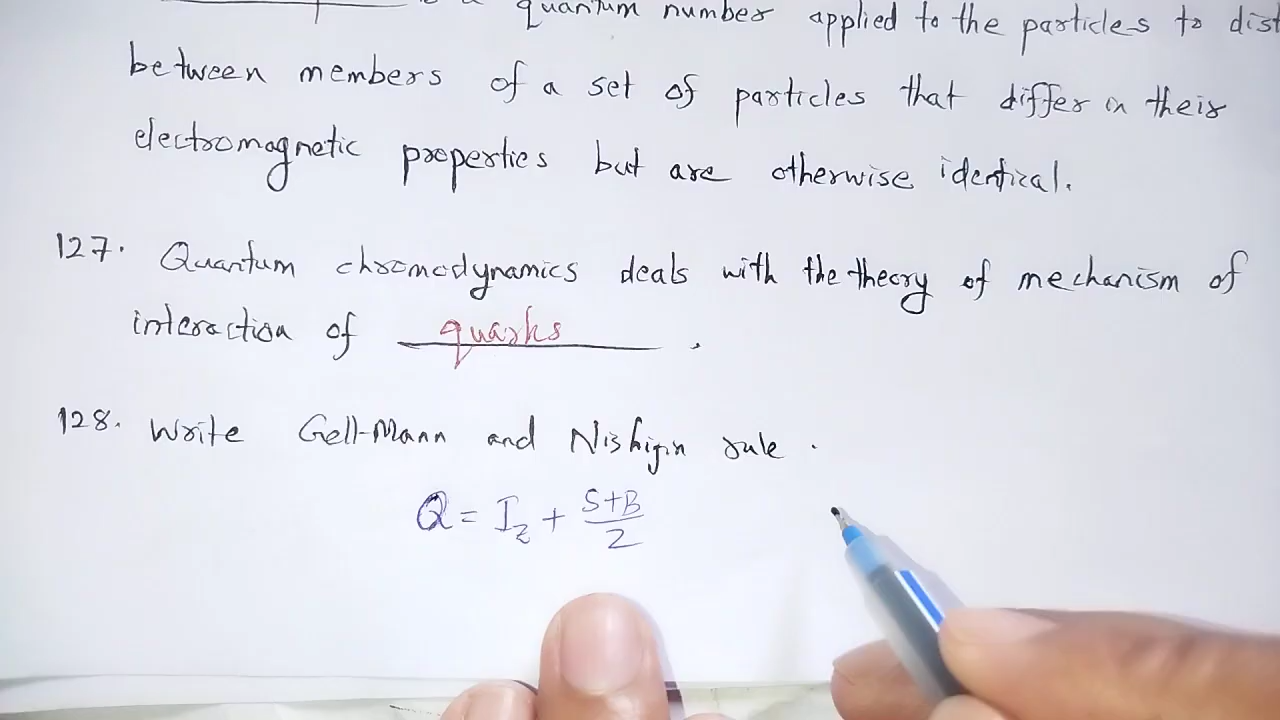 quantum number applied to the particles to dist
between members of a set of particles that differ in their
electromagnetic properties but are otherwise identical.
127. Quantum chromodynamics deals with the theory of mechanism of
interaction of quarks .
128. Write Gell-Mann and Nishigin rule.
Q = I_z + \frac{S+B}{2}